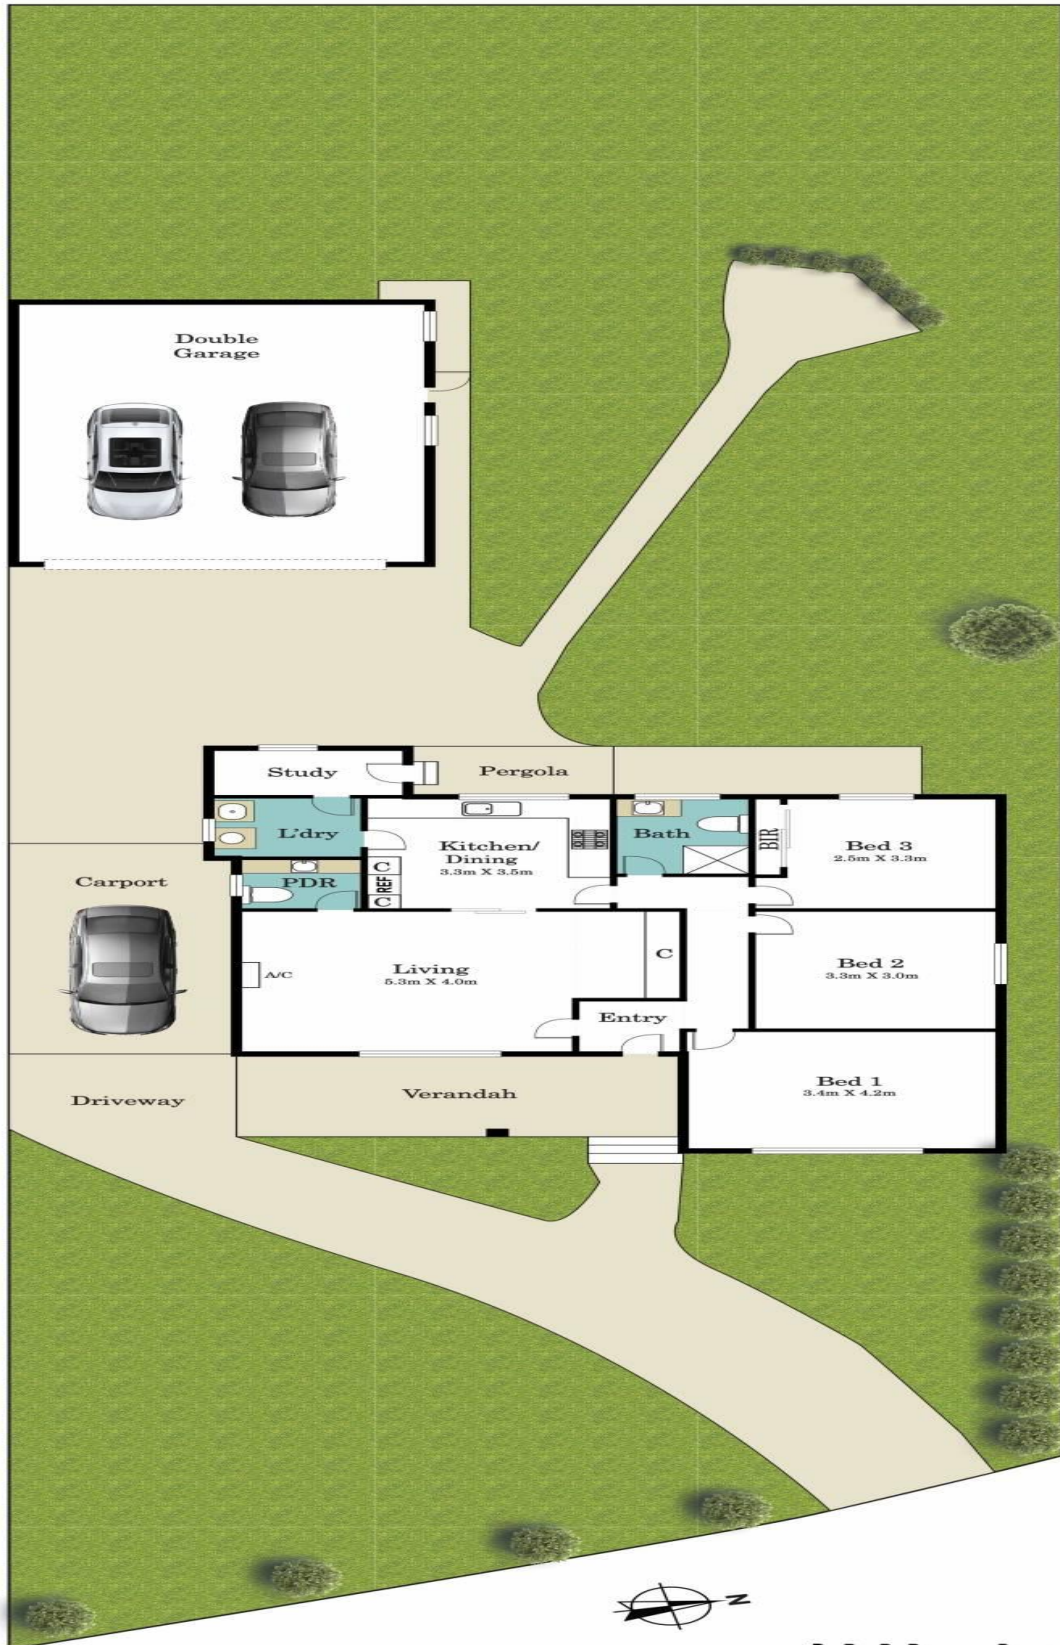 Double
Garage
Study
Pergola
L'dry
Kitchen/
Dining
3.3m X 3.5m
Bath
BIR
Bed 3
2.5m X 3.3m
Carport
PDR
C
REF
C
A/C
Living
5.3m X 4.0m
C
Bed 2
3.3m X 3.0m
Entry
Bed 1
3.4m X 4.2m
Driveway
Verandah
N